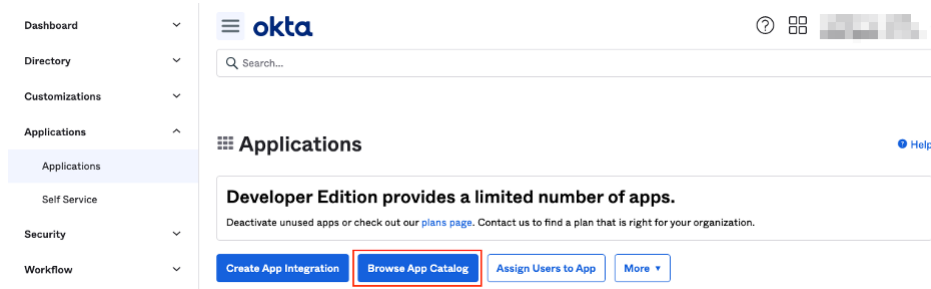 Dashboard
Directory
Customizations
Applications
Applications
Self Service
Security
Workflow
okta
Search...
Applications
Help
Developer Edition provides a limited number of apps.
Deactivate unused apps or check out our plans page. Contact us to find a plan that is right for your organization.
Create App Integration
Browse App Catalog
Assign Users to App
More